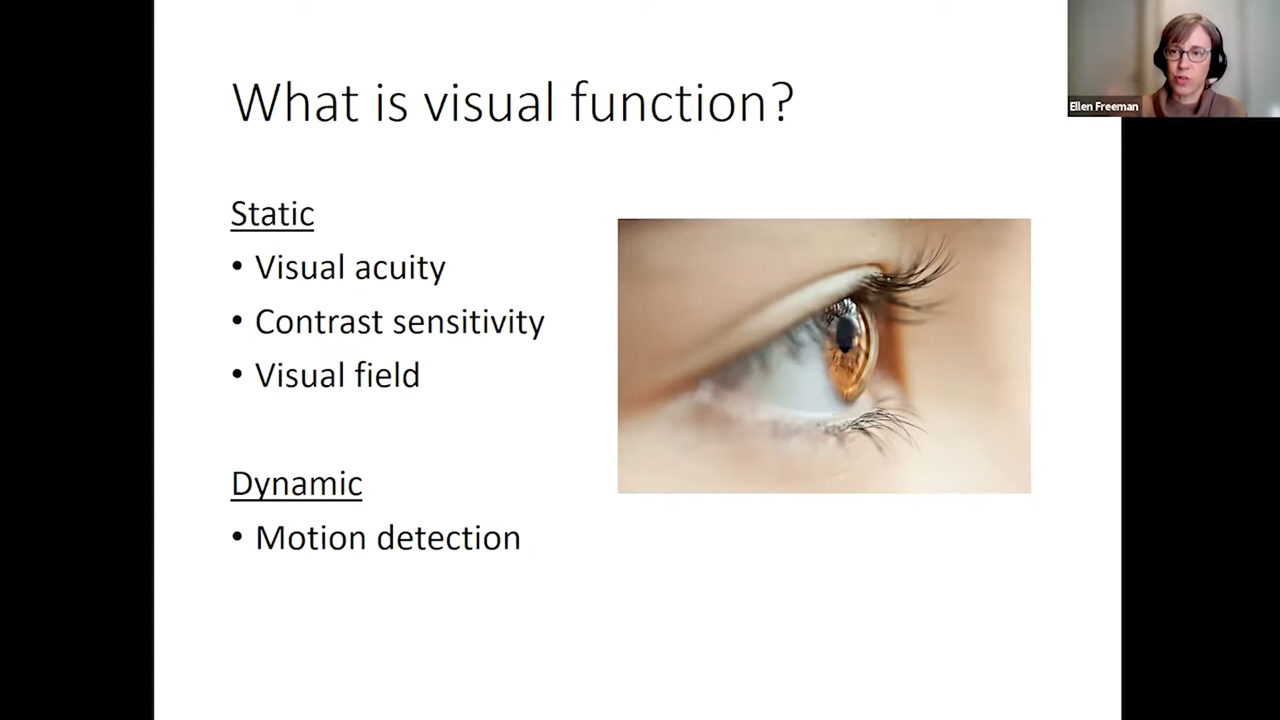 Ellen Freeman
What is visual function?
Static
• Visual acuity
• Contrast sensitivity
• Visual field
Dynamic
• Motion detection